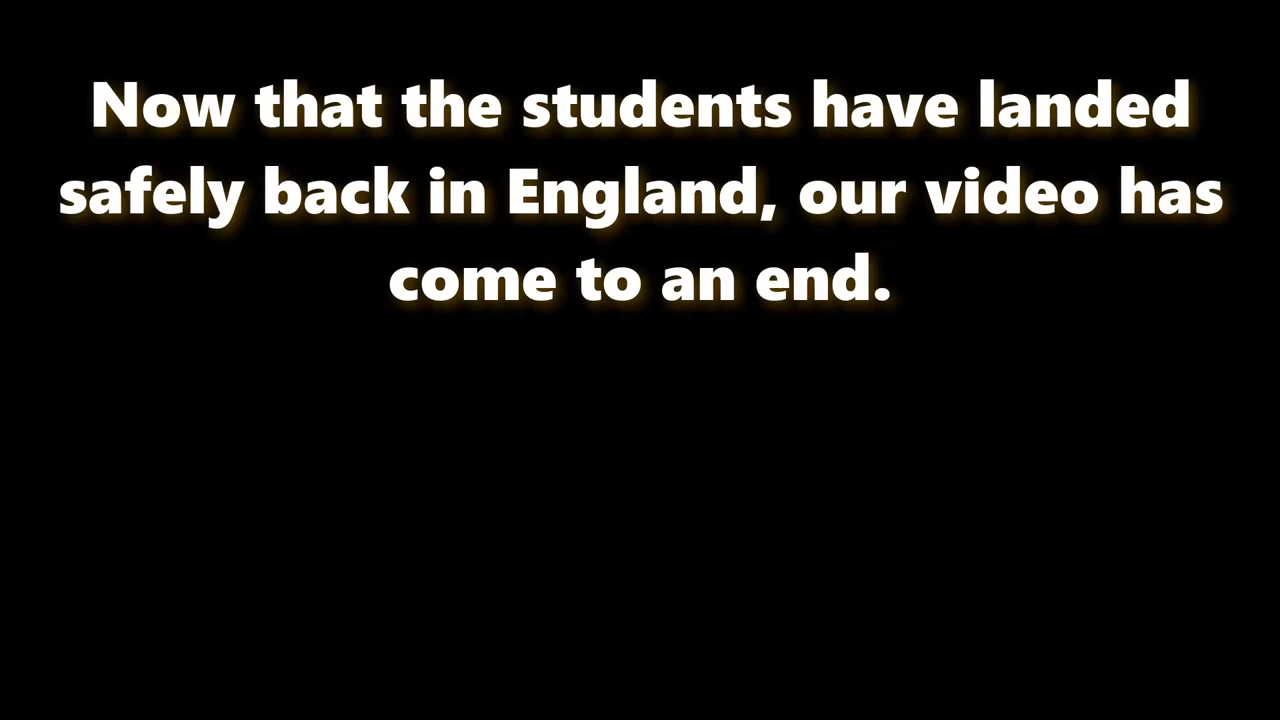 Now that the students have landed
safely back in England, our video has
come to an end.